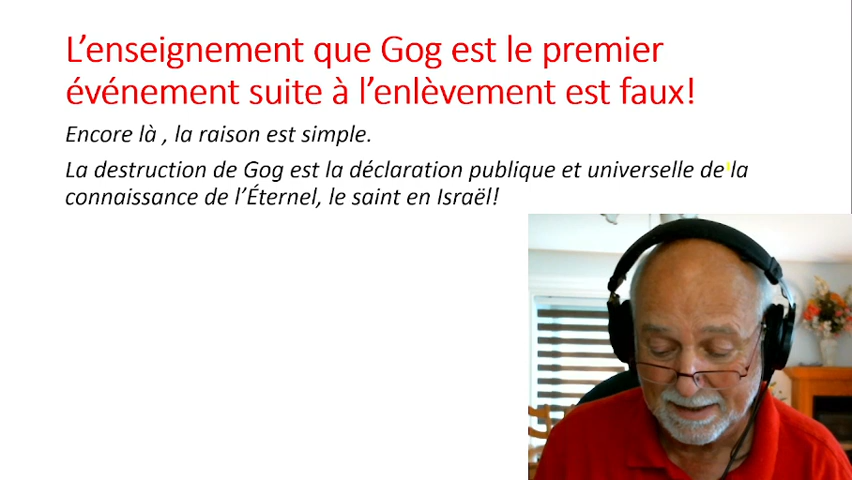 L’enseignement que Gog est le premier
événement suite à l’enlèvement est faux!
Encore là , la raison est simple.
La destruction de Gog est la déclaration publique et universelle de la
connaissance de l’Éternel, le saint en Israël!